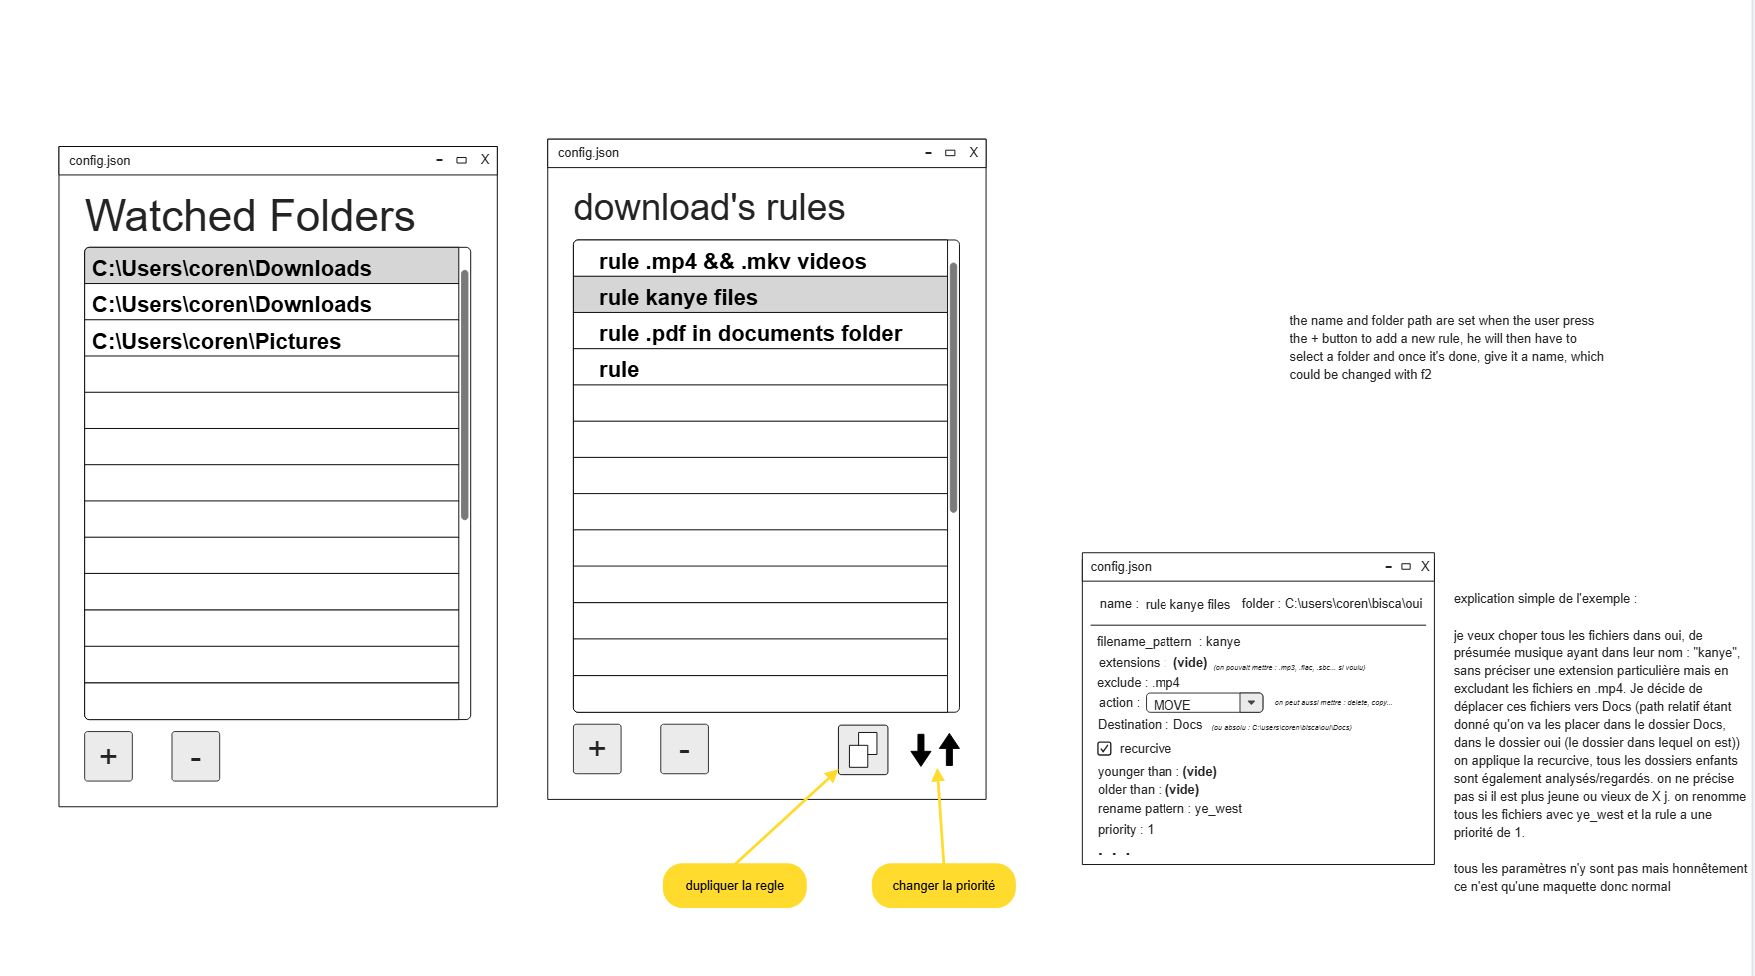 config.json
- X
Watched Folders
C:\Users\coren\Downloads
C:\Users\coren\Downloads
C:\Users\coren\Pictures
+ -
config.json
- X
download's rules
rule .mp4 && .mkv videos
rule kanye files
rule .pdf in documents folder
rule
+ -
dupliquer la regle
changer la priorité
the name and folder path are set when the user press
the + button to add a new rule, he will then have to
select a folder and once it's done, give it a name, which
could be changed with f2
config.json
- X
name : rule kanye files folder : C:\users\coren\bisca\oui
filename_pattern : kanye
extensions (vide) (on pouvait mettre : .mp3, .flac, .sbc... si voulu)
exclude : .mp4
action : MOVE on peut aussi mettre : delete, copy...
Destination : Docs (ou absolu : C:\users\coren\bisca\oui\Docs)
recurcive
younger than : (vide)
older than : (vide)
rename pattern : ye_west
priority : 1
. . .
explication simple de l'exemple :
je veux choper tous les fichiers dans oui, de
présumée musique ayant dans leur nom : "kanye",
sans préciser une extension particulière mais en
excludant les fichiers en .mp4. Je décide de
déplacer ces fichiers vers Docs (path relatif étant
donné qu'on va les placer dans le dossier Docs,
dans le dossier oui (le dossier dans lequel on est))
on applique la recurcive, tous les dossiers enfants
sont également analysés/regardés. on ne précise
pas si il est plus jeune ou vieux de X j. on renomme
tous les fichiers avec ye_west et la rule a une
priorité de 1.
tous les paramètres n'y sont pas mais honnêtement
ce n'est qu'une maquette donc normal